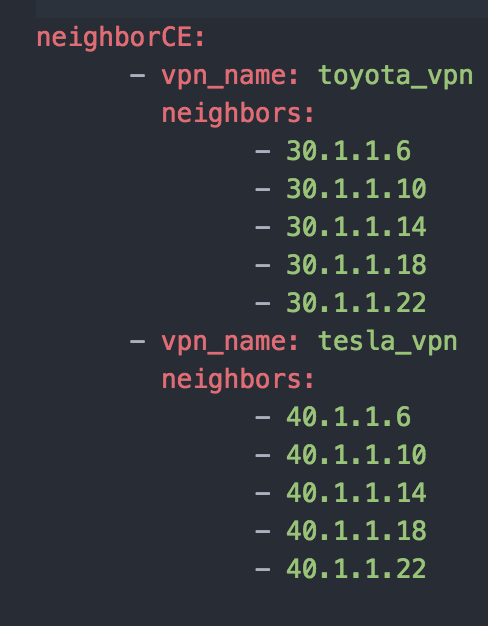 neighborCE:
- vpn_name: toyota_vpn
neighbors:
- 30.1.1.6
- 30.1.1.10
- 30.1.1.14
- 30.1.1.18
- 30.1.1.22
- vpn_name: tesla_vpn
neighbors:
- 40.1.1.6
- 40.1.1.10
- 40.1.1.14
- 40.1.1.18
- 40.1.1.22